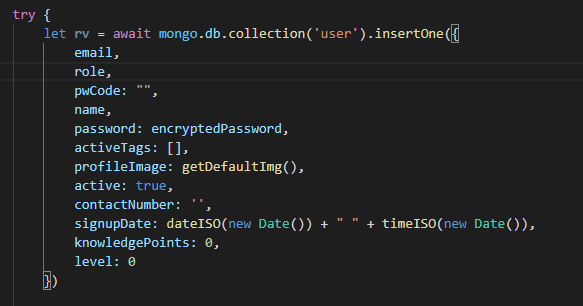 try {
let rv = await mongo.db.collection('user').insertOne({
email,
role,
pwCode: "",
name,
password: encryptedPassword,
activeTags: [],
profileImage: getDefaultImg(),
active: true,
contactNumber: '',
signupDate: dateISO(new Date()) + " " + timeISO(new Date()),
knowledgePoints: 0,
level: 0
})